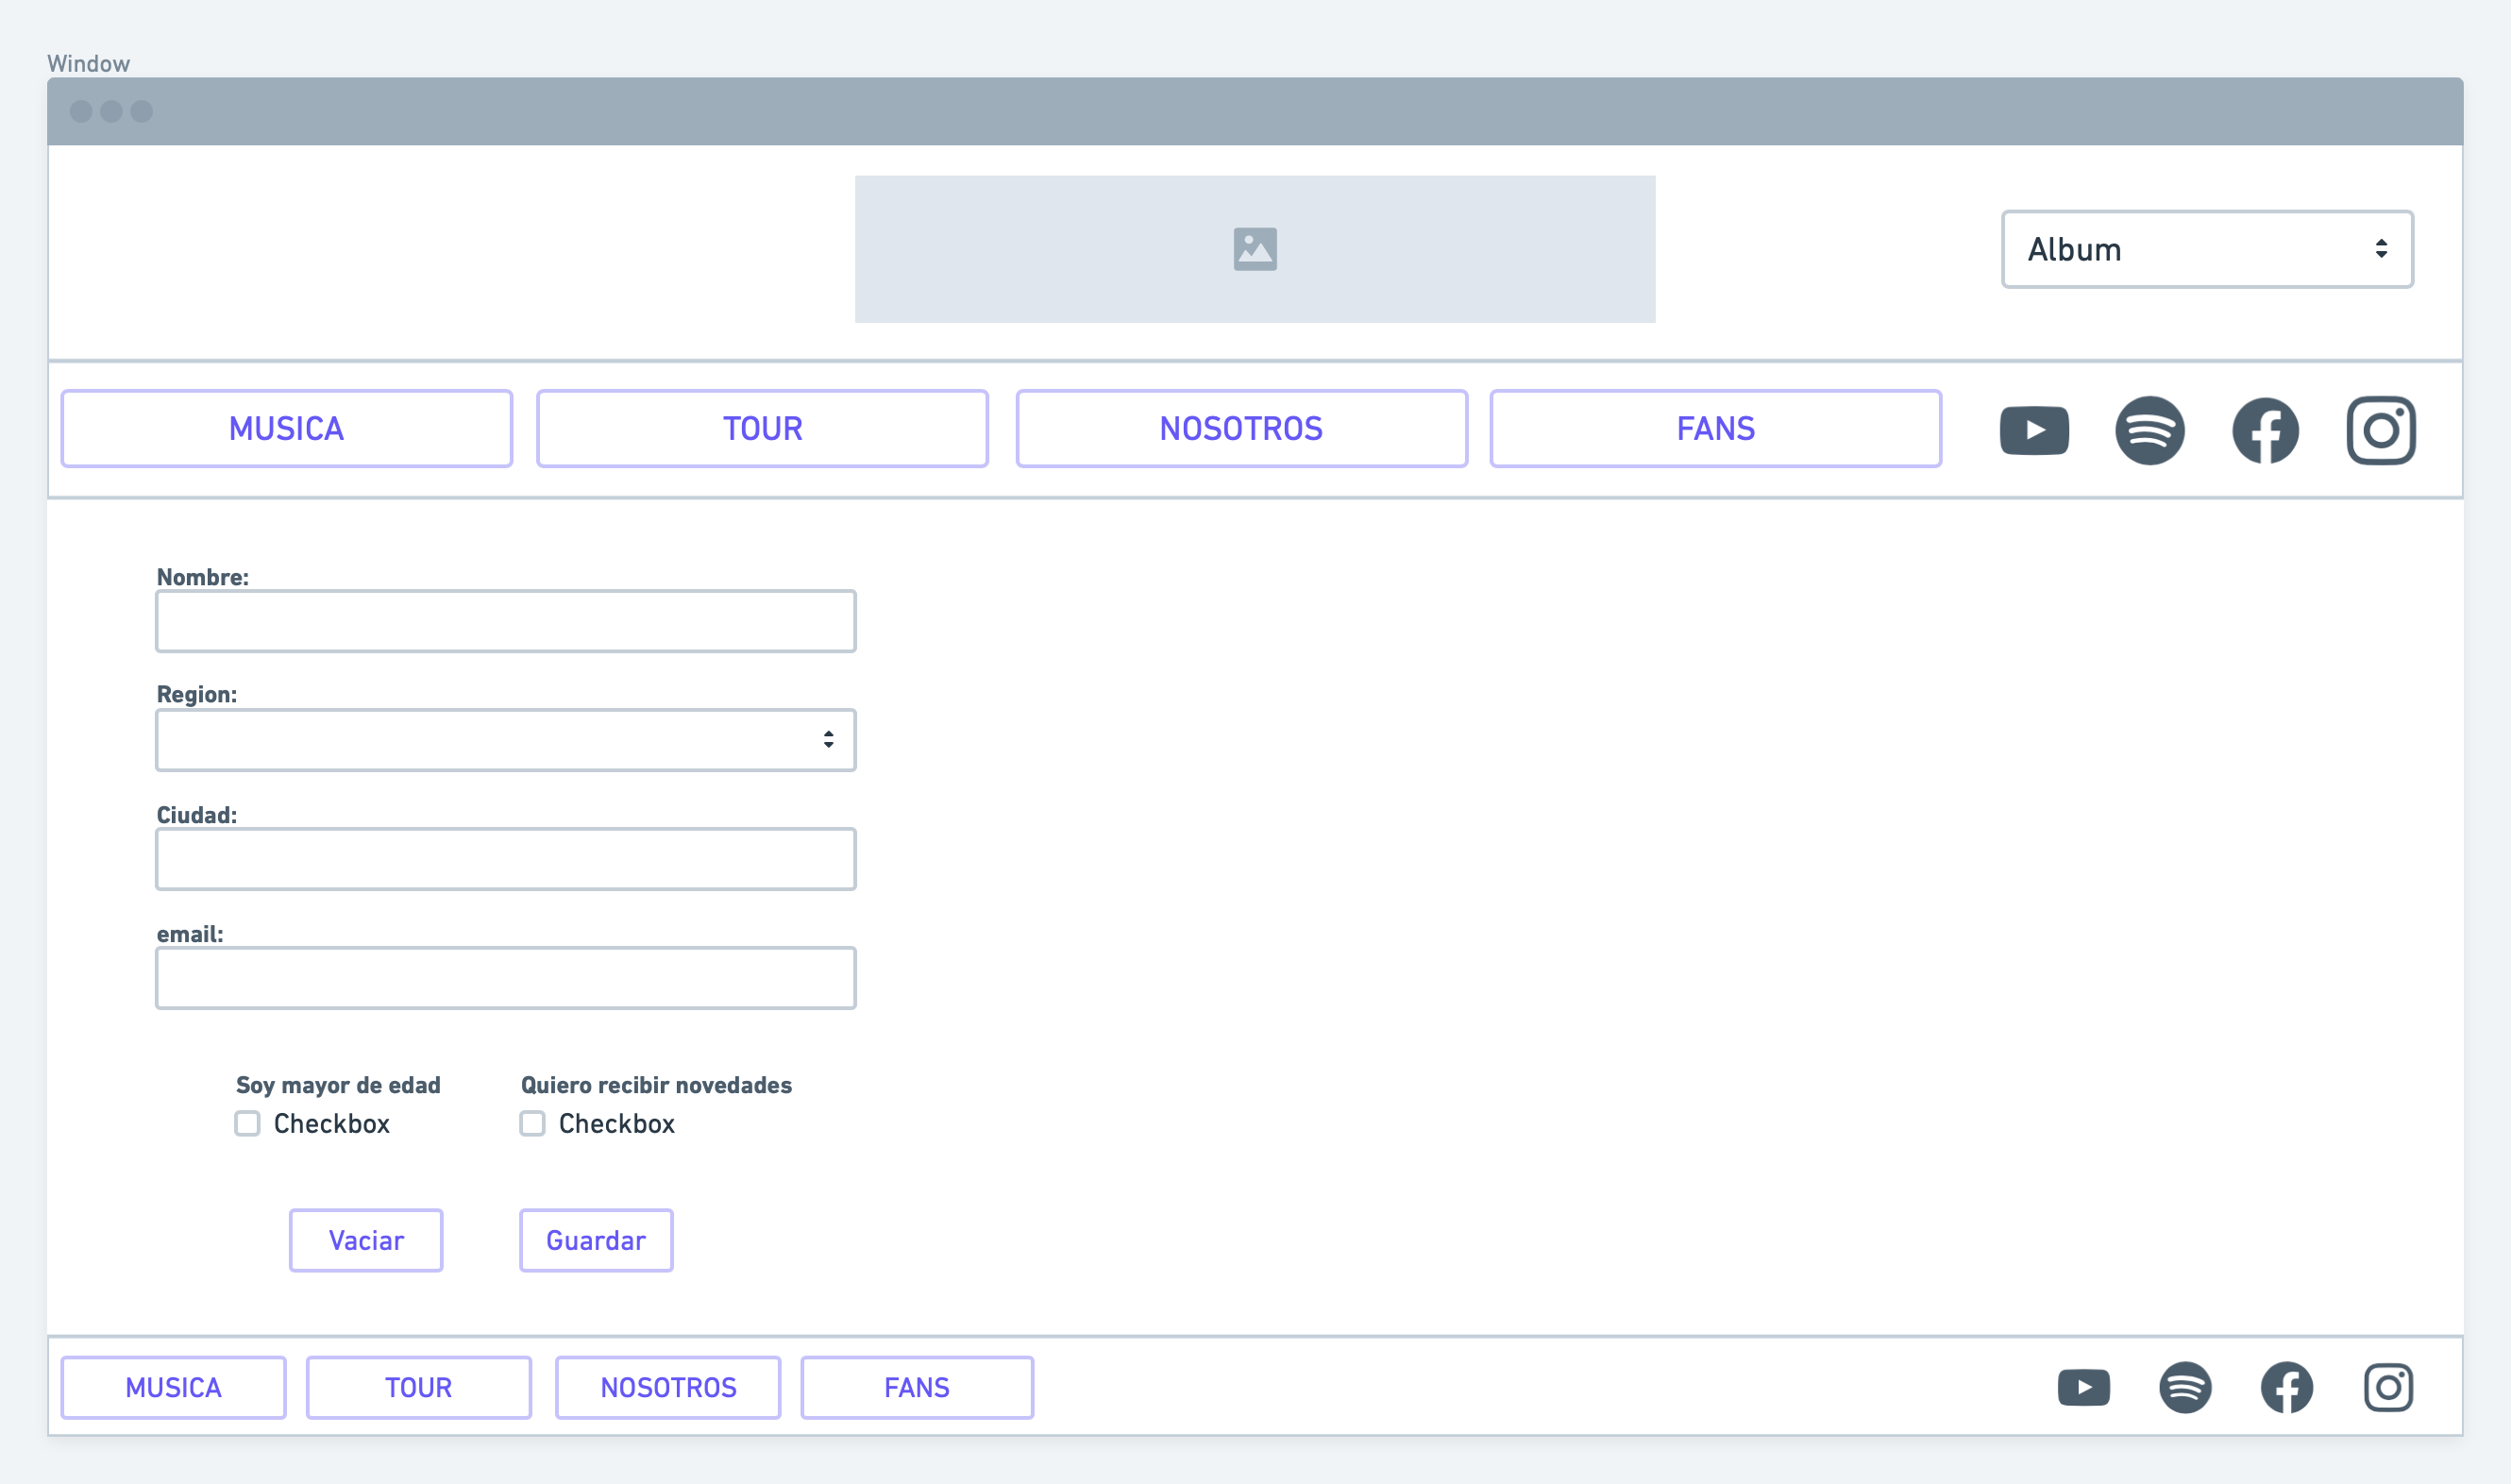 Window
Album
MUSICA
TOUR
NOSOTROS
FANS
Nombre:
Region:
Ciudad:
email:
Soy mayor de edad
Quiero recibir novedades
Checkbox
Checkbox
Vaciar
Guardar
MUSICA
TOUR
NOSOTROS
FANS